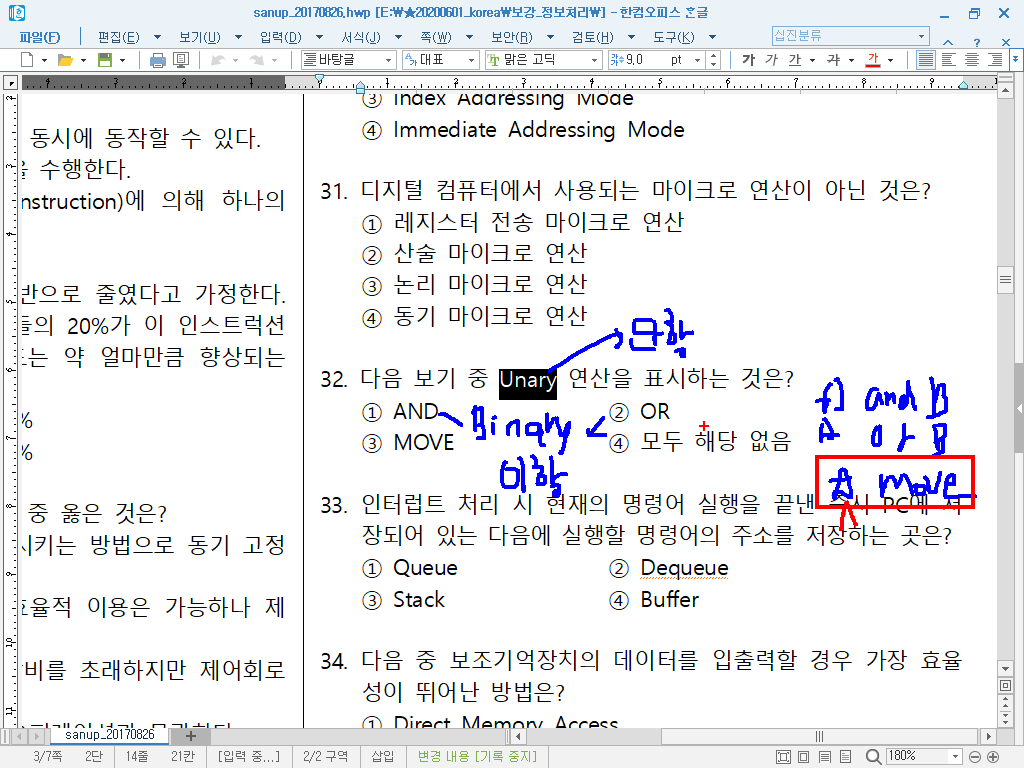 sanup_20170826.hwp [E:\★20200601_korea\보강_정보처리\] - 한컴오피스 한글
파일(F) 편집(E) 보기(U) 입력(D) 서식(J) 쪽(W) 보안(R) 검토(H) 도구(K) 십진분류
바탕글 대표 맑은 고딕 9,0 pt 가 가 가 가 가
동시에 동작할 수 있다.
수행한다.
nstruction)에 의해 하나의
반으로 줄였다고 가정한다.
들의 20%가 이 인스트럭션
도는 약 얼마만큼 향상되는
%
%
중 옳은 것은?
시키는 방법으로 동기 고정
효율적 이용은 가능하나 제
비를 초래하지만 제어회로
③ Index Addressing Mode
④ Immediate Addressing Mode
31. 디지털 컴퓨터에서 사용되는 마이크로 연산이 아닌 것은?
① 레지스터 전송 마이크로 연산
② 산술 마이크로 연산
③ 논리 마이크로 연산
④ 동기 마이크로 연산
단항
32. 다음 보기 중 Unary 연산을 표시하는 것은?
① AND ② OR
③ MOVE ④ 모두 해당 없음
Binary
이항
A and B
A or B
A move
33. 인터럽트 처리 시 현재의 명령어 실행을 끝낸 즉시 PC에 저
장되어 있는 다음에 실행할 명령어의 주소를 저장하는 곳은?
① Queue ② Dequeue
③ Stack ④ Buffer
34. 다음 중 보조기억장치의 데이터를 입출력할 경우 가장 효율
성이 뛰어난 방법은?
① Direct Memory Access
sanup_20170826
3/7쪽 2단 14줄 21칸 [입력 중...] 2/2 구역 삽입 변경 내용 [기록 중지] 180%